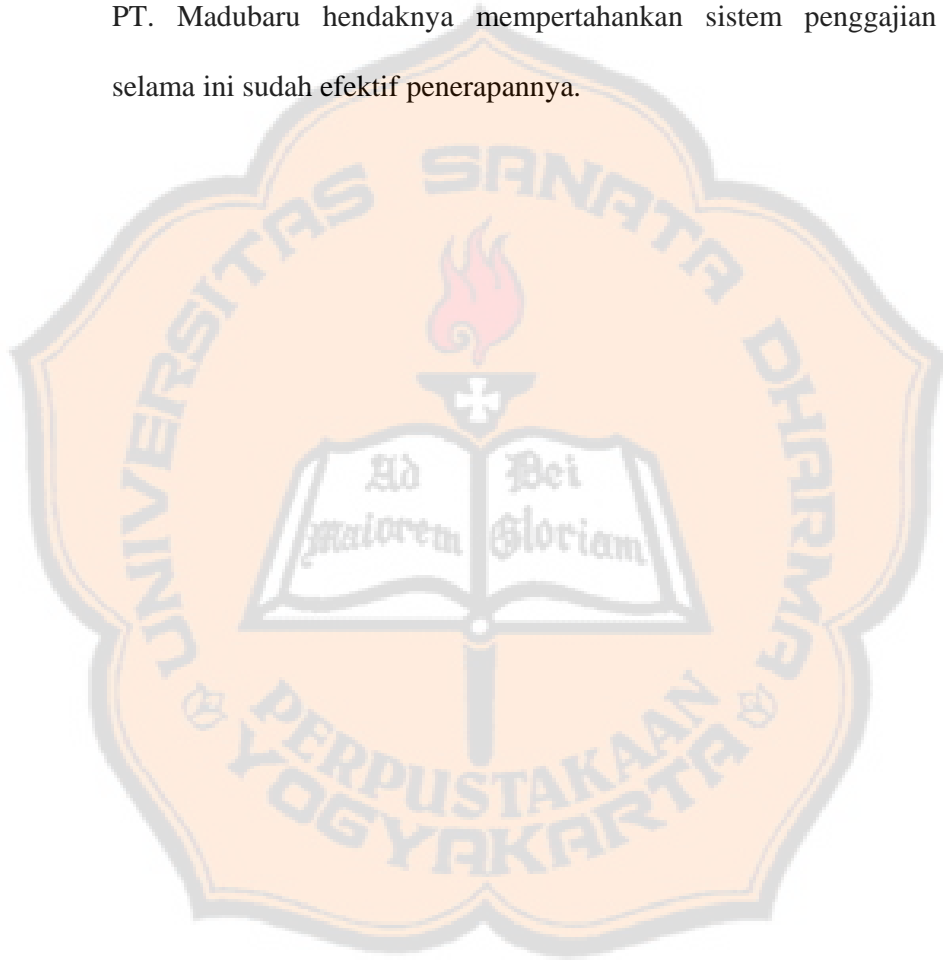 PT. Madubaru hendaknya mempertahankan sistem penggajian
selama ini sudah efektif penerapannya.
UNIVERSITAS SANATA DHARMA
Ad
Maiorem
Dei
Gloriam
PERPUSTAKAAN
YOGYAKARTA